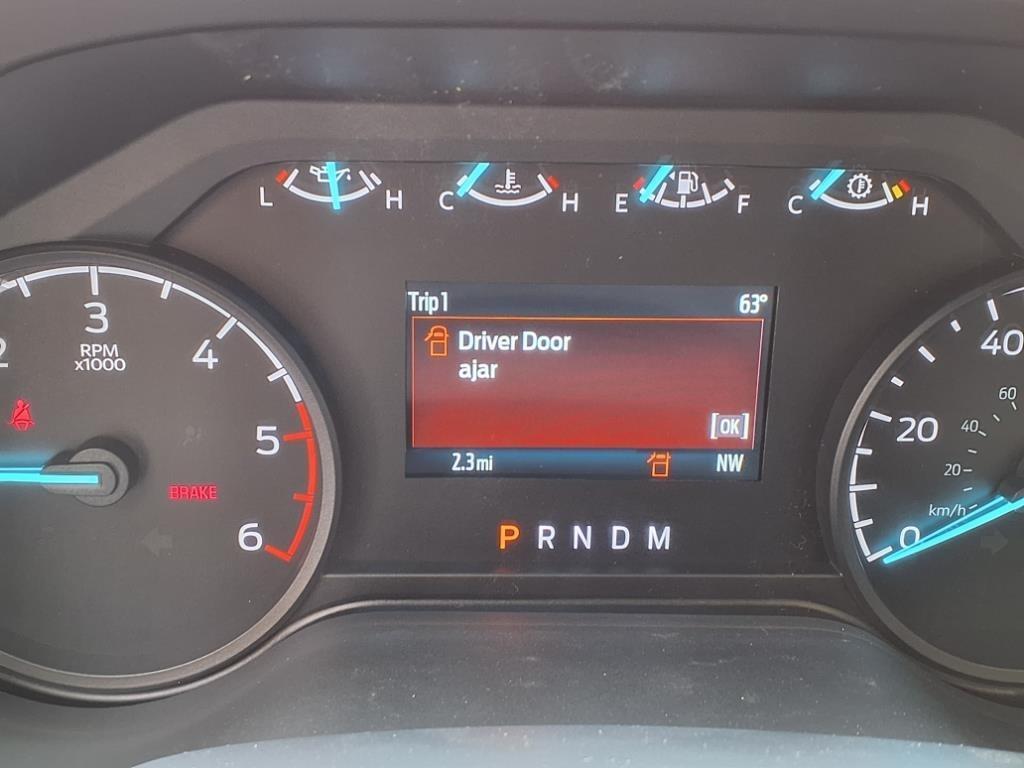 L H C H E F C H
Trip 1 63°
Driver Door
ajar
[OK]
2.3 mi NW
P R N D M
2 3 4 5 6
RPM
x1000
BRAKE
0 20 40
20 40 60
km/h